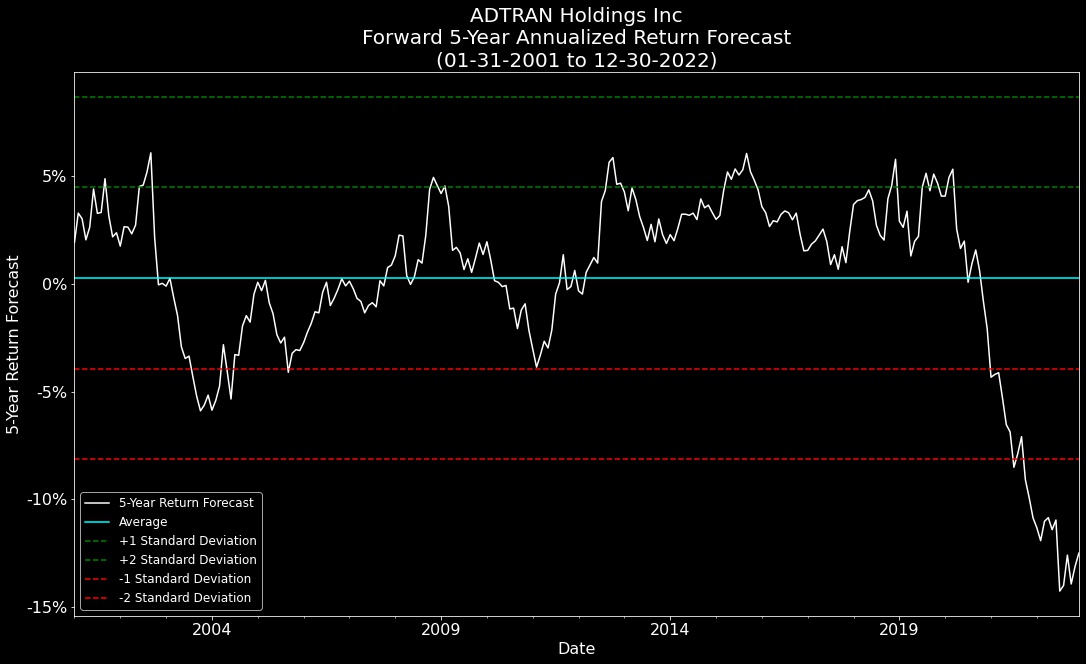 ADTRAN Holdings Inc
Forward 5-Year Annualized Return Forecast
(01-31-2001 to 12-30-2022)
5-Year Return Forecast
5%
0%
-5%
-10%
-15%
5-Year Return Forecast
Average
+1 Standard Deviation
+2 Standard Deviation
-1 Standard Deviation
-2 Standard Deviation
2004
2009
2014
2019
Date